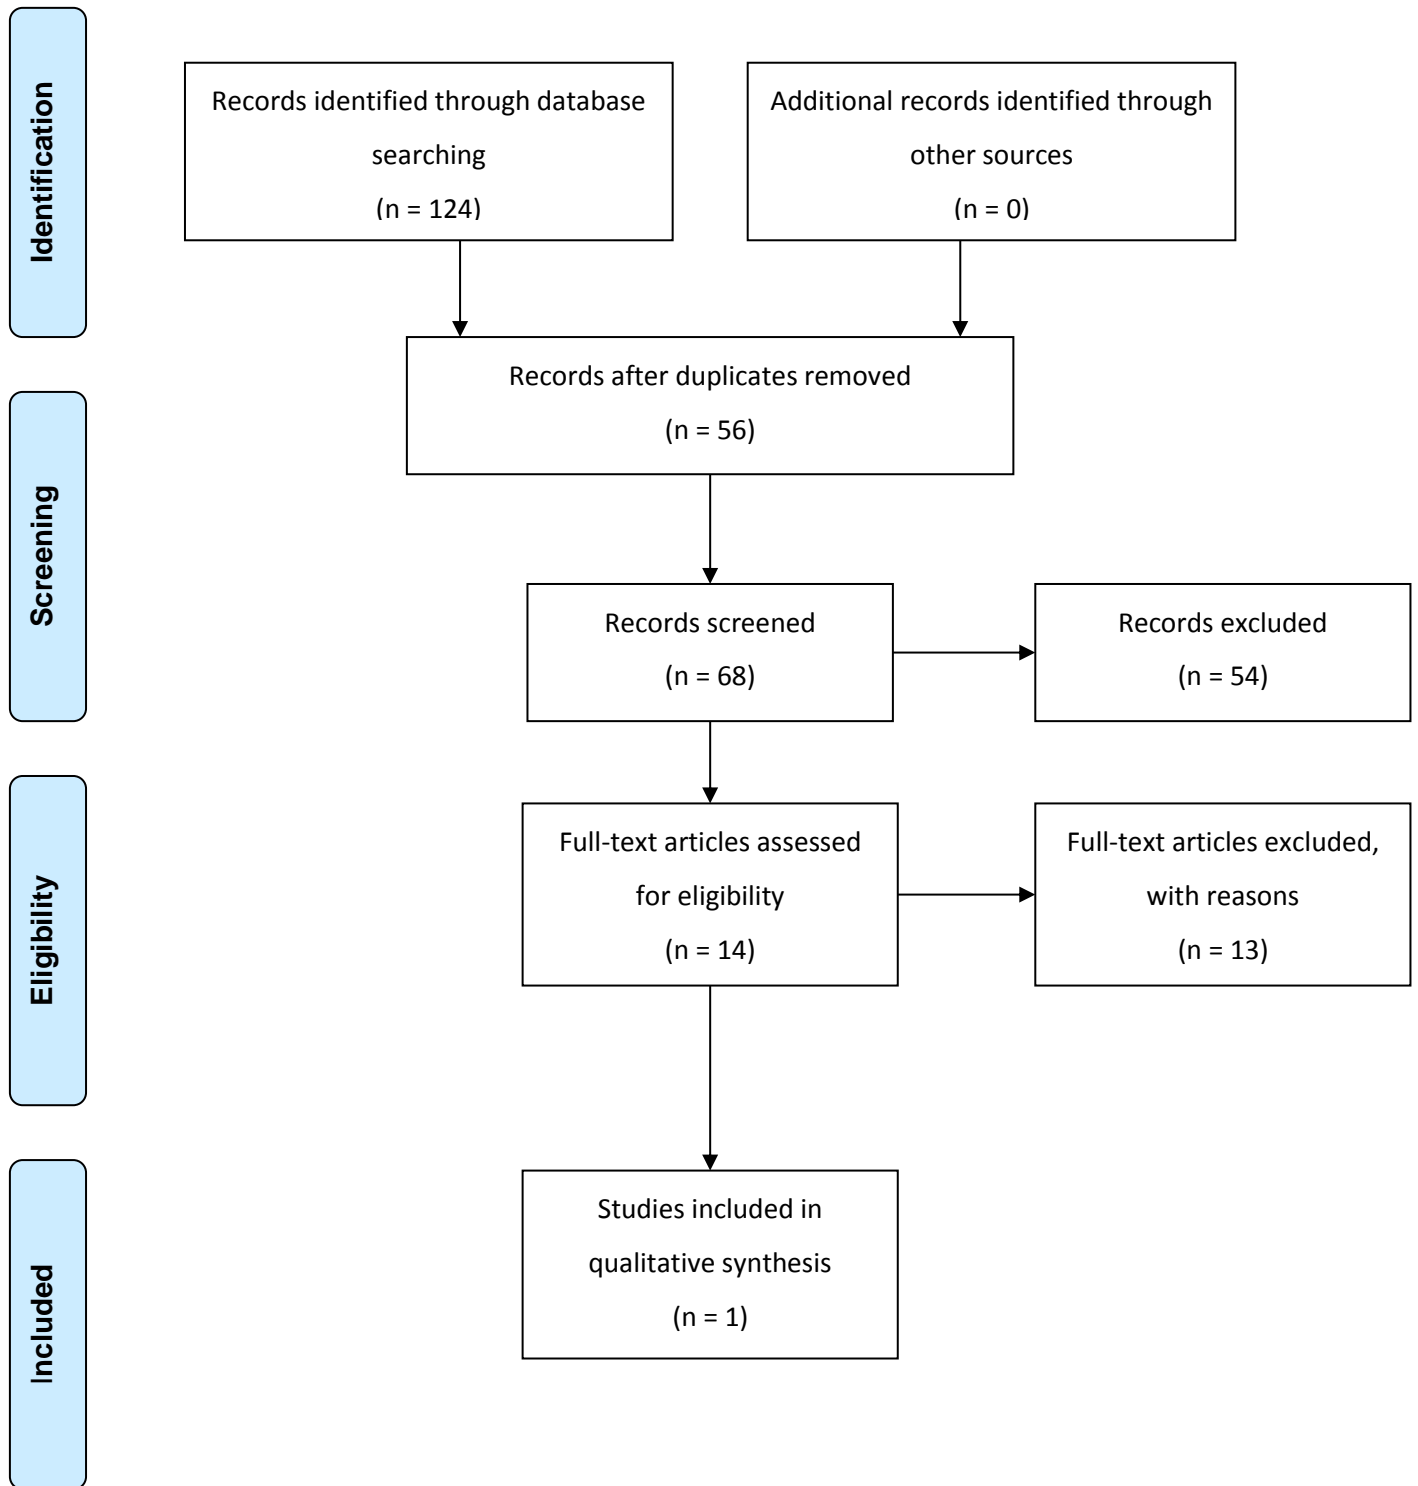 Identification
Records identified through database
searching
(n = 124)
Additional records identified through
other sources
(n = 0)
Records after duplicates removed
(n = 56)
Screening
Records screened
(n = 68)
Records excluded
(n = 54)
Eligibility
Full-text articles assessed
for eligibility
(n = 14)
Full-text articles excluded,
with reasons
(n = 13)
Included
Studies included in
qualitative synthesis
(n = 1)